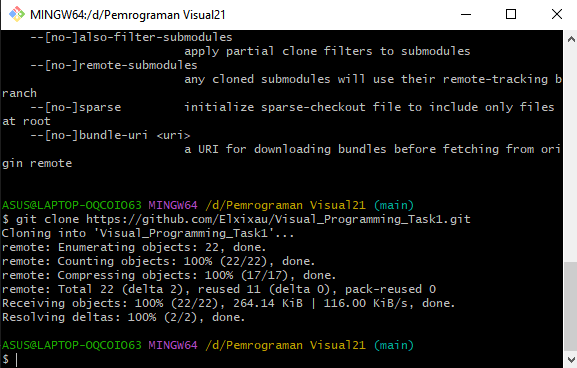 MINGW64:/d/Pemrograman Visual21
--[no-]also-filter-submodules
apply partial clone filters to submodules
--[no-]remote-submodules
any cloned submodules will use their remote-tracking b
ranch
--[no-]sparse initialize sparse-checkout file to include only files
at root
--[no-]bundle-uri <uri>
a URI for downloading bundles before fetching from ori
gin remote
ASUS@LAPTOP-OQCOIO63 MINGW64 /d/Pemrograman Visual21 (main)
$ git clone https://github.com/Elxixau/Visual_Programming_Task1.git
Cloning into 'Visual_Programming_Task1'...
remote: Enumerating objects: 22, done.
remote: Counting objects: 100% (22/22), done.
remote: Compressing objects: 100% (17/17), done.
remote: Total 22 (delta 2), reused 11 (delta 0), pack-reused 0
Receiving objects: 100% (22/22), 264.14 KiB | 116.00 KiB/s, done.
Resolving deltas: 100% (2/2), done.
ASUS@LAPTOP-OQCOIO63 MINGW64 /d/Pemrograman Visual21 (main)
$